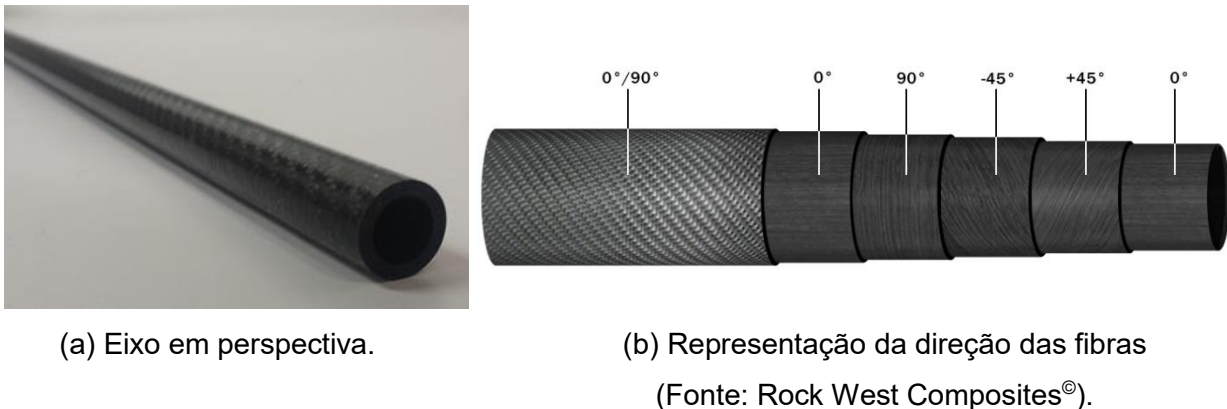 0°/90° 0° 90° -45° +45° 0°
(a) Eixo em perspectiva.
(b) Representação da direção das fibras
(Fonte: Rock West Composites©).